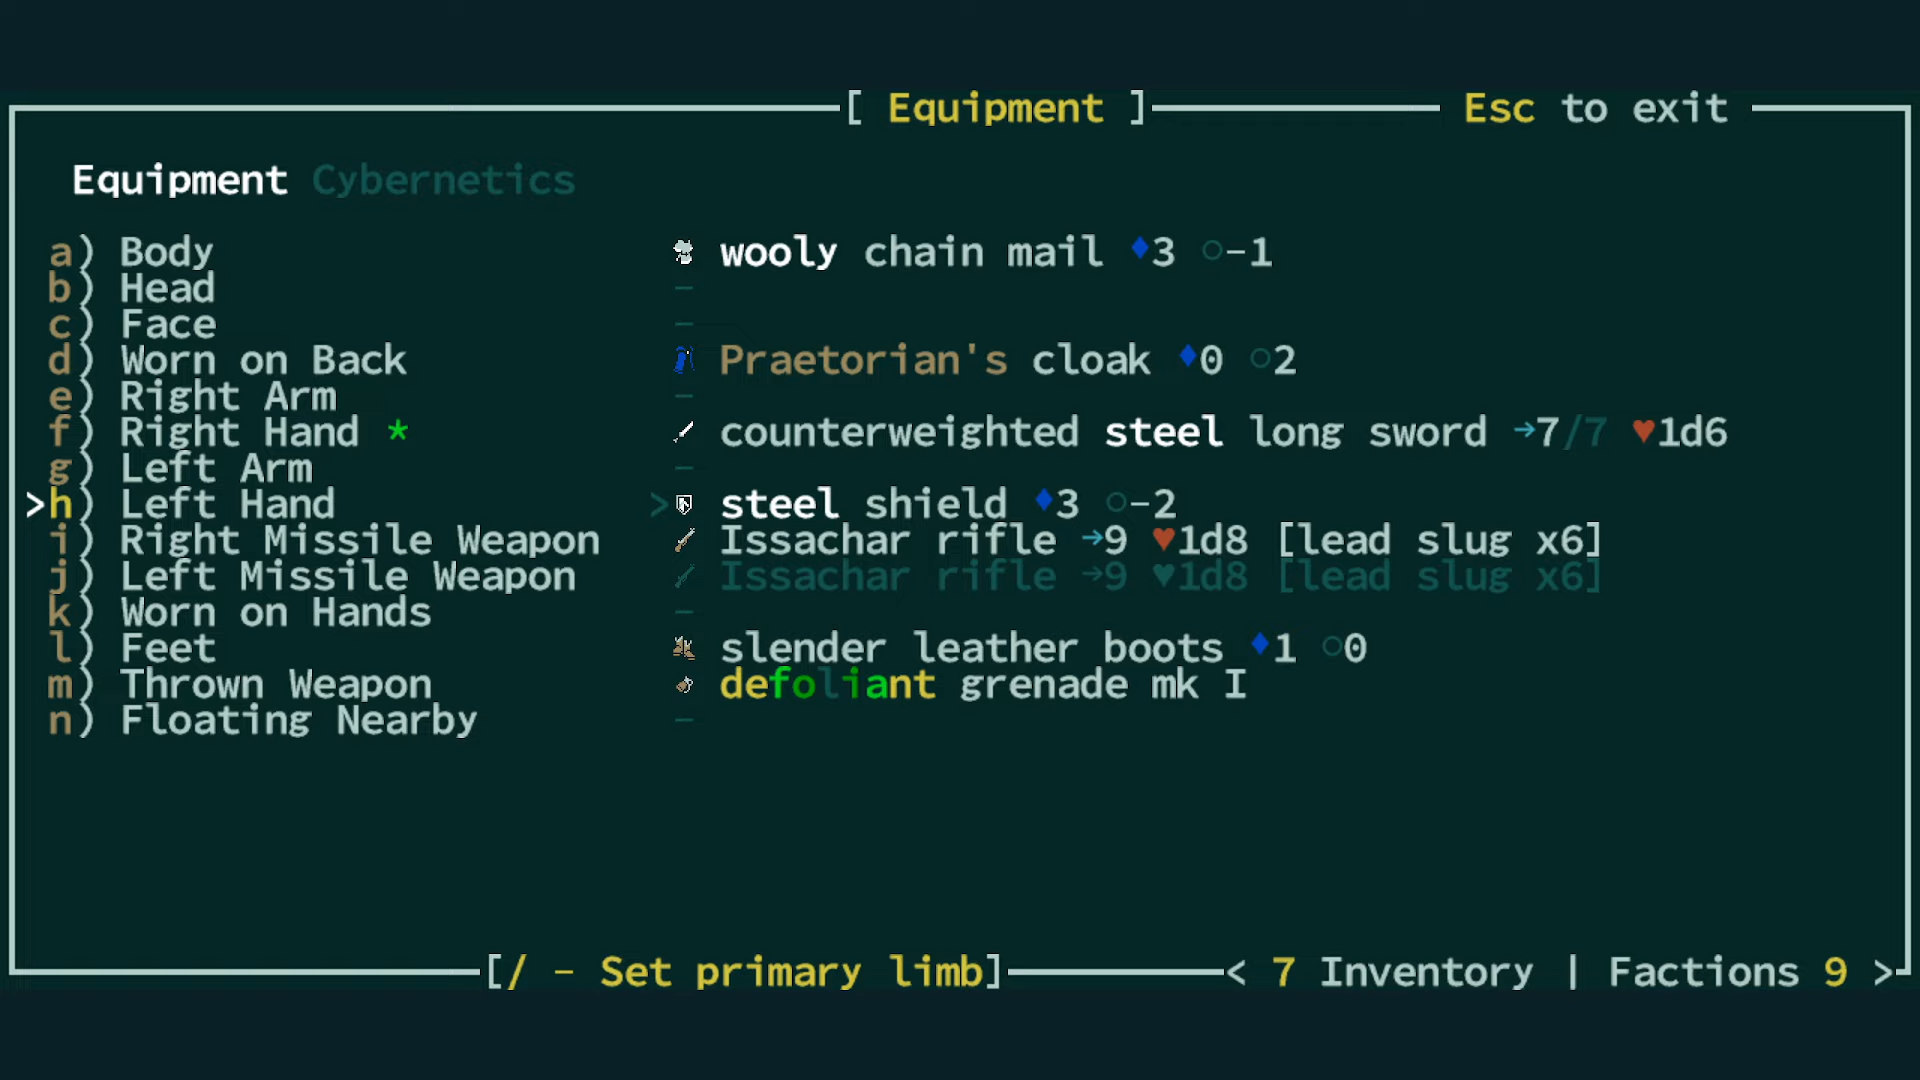 [ Equipment ] Esc to exit
Equipment Cybernetics
a) Body wooly chain mail ♦3 ○-1
b) Head -
c) Face -
d) Worn on Back Praetorian's cloak ♦0 ○2
e) Right Arm -
f) Right Hand * counterweighted steel long sword →7/7 ♥1d6
g) Left Arm -
>h) Left Hand > steel shield ♦3 ○-2
i) Right Missile Weapon Issachar rifle →9 ♥1d8 [lead slug x6]
j) Left Missile Weapon Issachar rifle →9 ♥1d8 [lead slug x6]
k) Worn on Hands -
l) Feet slender leather boots ♦1 ○0
m) Thrown Weapon defoliant grenade mk I
n) Floating Nearby -
[/ - Set primary limb] < 7 Inventory | Factions 9 >